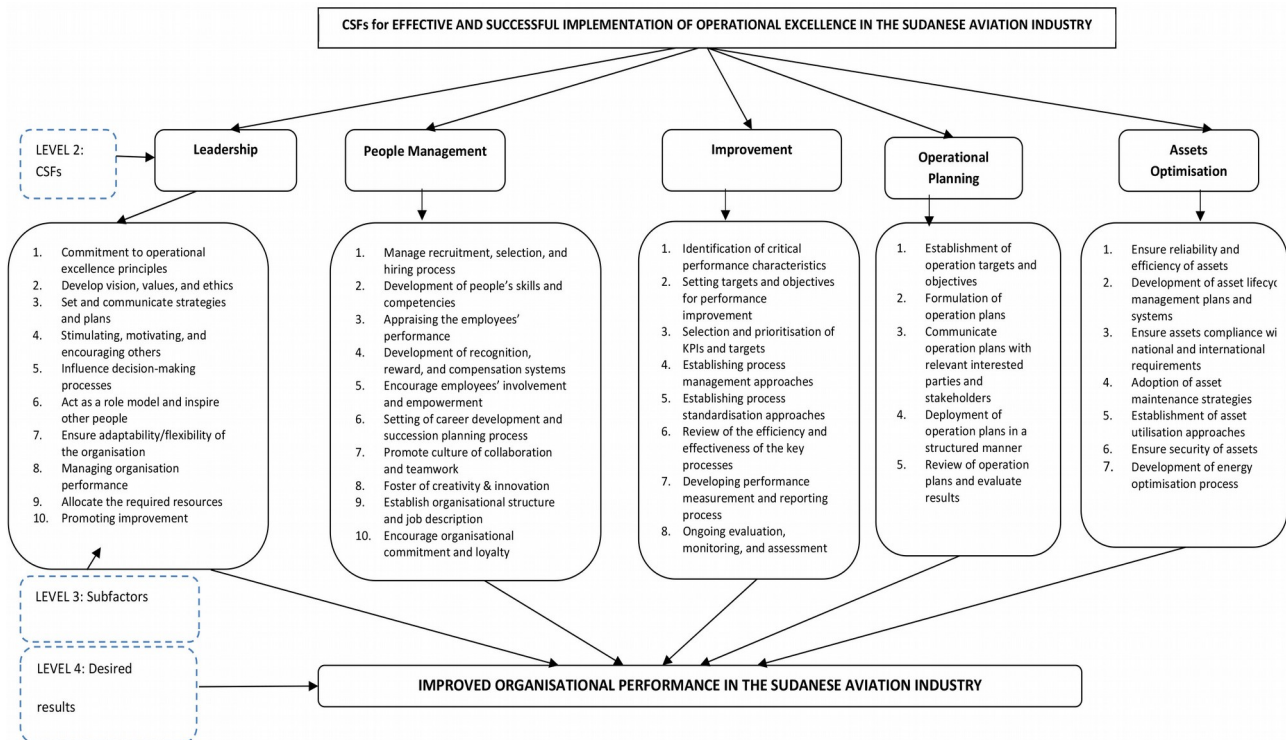 CSFs for EFFECTIVE AND SUCCESSFUL IMPLEMENTATION OF OPERATIONAL EXCELLENCE IN THE SUDANESE AVIATION INDUSTRY
LEVEL 2:
CSFs
Leadership
People Management
Improvement
Operational
Planning
Assets
Optimisation
1. Commitment to operational
excellence principles
2. Develop vision, values, and ethics
3. Set and communicate strategies
and plans
4. Stimulating, motivating, and
encouraging others
5. Influence decision-making
processes
6. Act as a role model and inspire
other people
7. Ensure adaptability/flexibility of
the organisation
8. Managing organisation
performance
9. Allocate the required resources
10. Promoting improvement
1. Manage recruitment, selection, and
hiring process
2. Development of people's skills and
competencies
3. Appraising the employees'
performance
4. Development of recognition,
reward, and compensation systems
5. Encourage employees' involvement
and empowerment
6. Setting of career development and
succession planning process
7. Promote culture of collaboration
and teamwork
8. Foster of creativity & innovation
9. Establish organisational structure
and job description
10. Encourage organisational
commitment and loyalty
1. Identification of critical
performance characteristics
2. Setting targets and objectives
for performance
improvement
3. Selection and prioritisation of
KPIs and targets
4. Establishing process
management approaches
5. Establishing process
standardisation approaches
6. Review of the efficiency and
effectiveness of the key
processes
7. Developing performance
measurement and reporting
process
8. Ongoing evaluation,
monitoring, and assessment
1. Establishment of
operation targets and
objectives
2. Formulation of
operation plans
3. Communicate
operation plans with
relevant interested
parties and
stakeholders
4. Deployment of
operation plans in a
structured manner
5. Review of operation
plans and evaluate
results
1. Ensure reliability and
efficiency of assets
2. Development of asset lifecyc
management plans and
systems
3. Ensure assets compliance wi
national and international
requirements
4. Adoption of asset
maintenance strategies
5. Establishment of asset
utilisation approaches
6. Ensure security of assets
7. Development of energy
optimisation process
LEVEL 3: Subfactors
LEVEL 4: Desired
results
IMPROVED ORGANISATIONAL PERFORMANCE IN THE SUDANESE AVIATION INDUSTRY